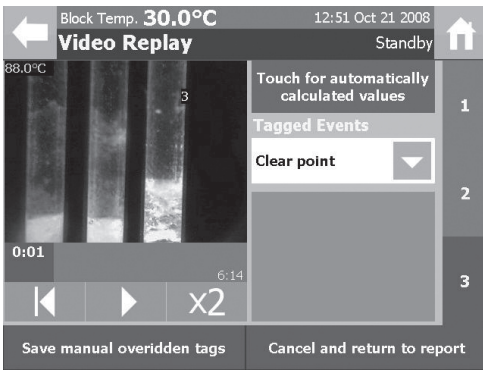 Block Temp. 30.0°C
12:51 Oct 21 2008
Video Replay
Standby
88.0°C
3
Touch for automatically
calculated values
Tagged Events
Clear point
1
2
3
0:01
6:14
x2
Save manual overidden tags
Cancel and return to report